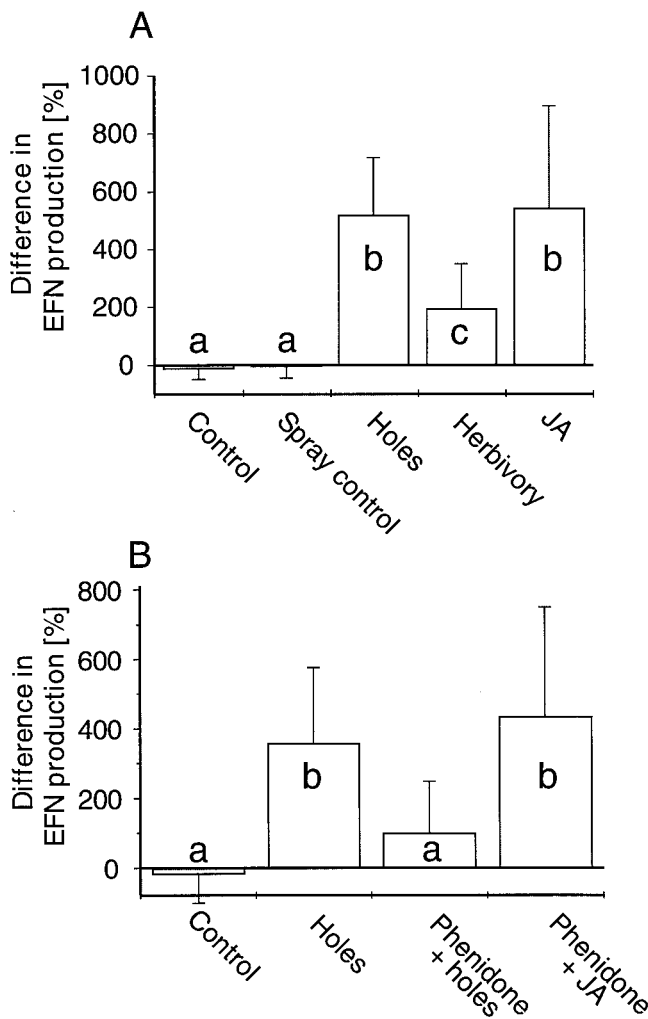 A
Difference in
EFN production [%]
1000
800
600
400
200
0
a
a
b
c
b
Control
Spray control
Holes
Herbivory
JA
B
Difference in
EFN production [%]
800
600
400
200
0
a
b
a
b
Control
Holes
Phenidone
+ holes
Phenidone
+ JA